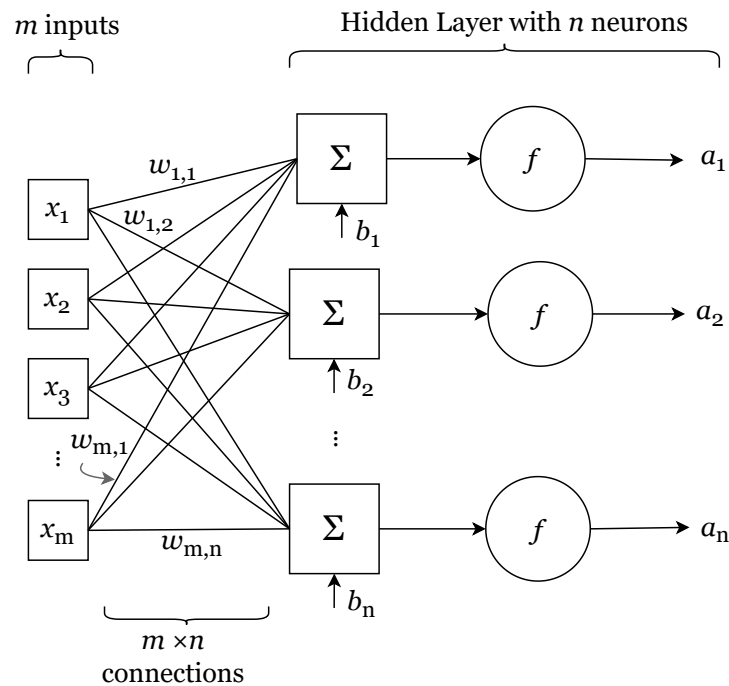 m inputs
Hidden Layer with n neurons
w1,1
Σ
f
a1
x1
w1,2
b1
x2
Σ
f
a2
x3
b2
⋮
wm,1
⋮
xm
Σ
f
an
wm,n
bn
m ×n
connections